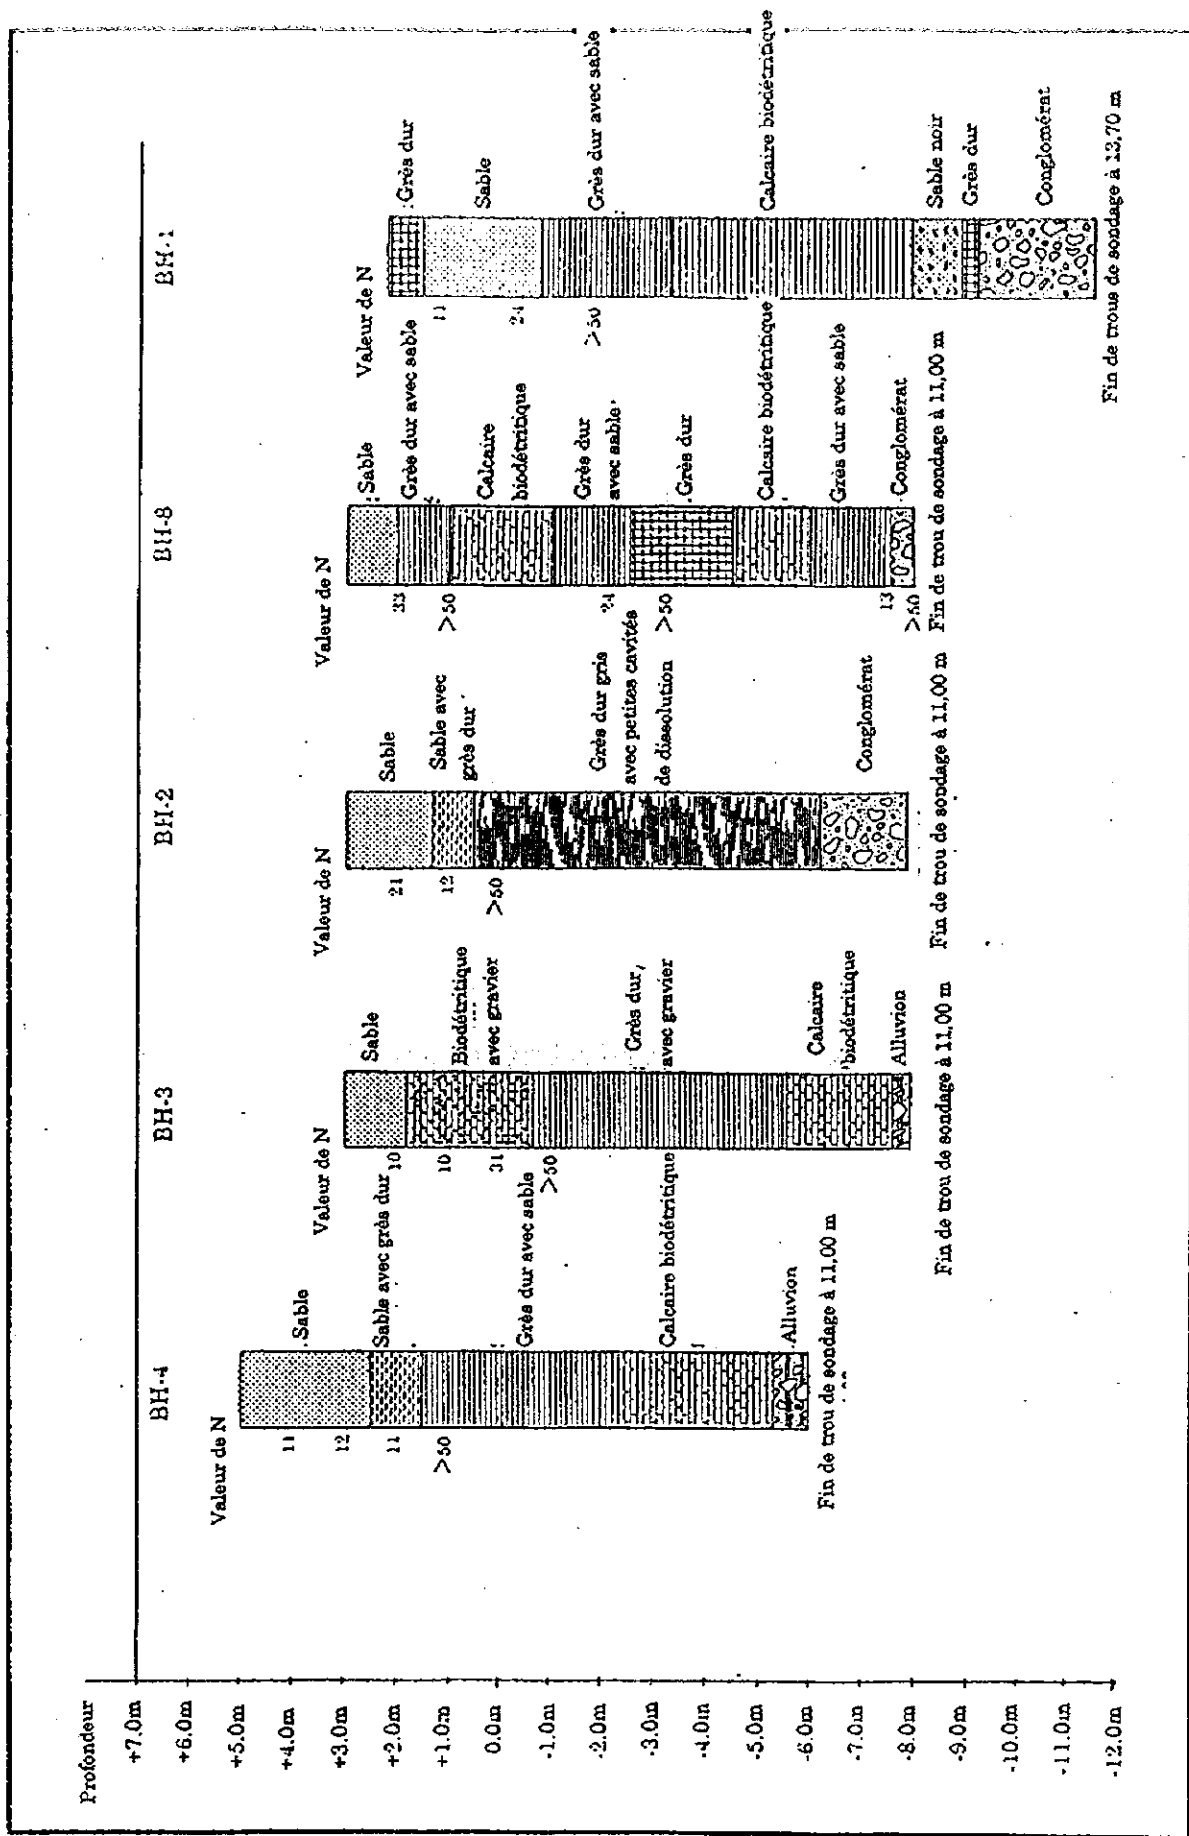 Profondeur
+7.0m
+6.0m
+5.0m
+4.0m
+3.0m
+2.0m
+1.0m
0.0m
-1.0m
-2.0m
-3.0m
-4.0m
-5.0m
-6.0m
-7.0m
-8.0m
-9.0m
-10.0m
-11.0m
-12.0m
BH-4
Valeur de N
11
12
11
>50
Sable
Sable avec grès dur
Grès dur avec sable
Calcaire biodétritique
Alluvion
Fin de trou de sondage à 11,00 m
BH-3
Valeur de N
10
10
31
>50
Sable
Biodétritique
avec gravier
Grès dur,
avec gravier
Calcaire
biodétritique
Alluvion
Fin de trou de sondage à 11,00 m
BH-2
Valeur de N
21
12
>50
Sable
Sable avec
grès dur
Grès dur gris
avec petites cavités
de dissolution
Conglomérat
Fin de trou de sondage à 11,00 m
BH-8
Valeur de N
33
>50
24
>50
13
>50
Sable
Grès dur avec sable
Calcaire
biodétritique
Grès dur
avec sable
Grès dur
Calcaire biodétritique
Grès dur avec sable
Conglomérat
Fin de trou de sondage à 11,00 m
BH-1
Valeur de N
11
24
>50
Grès dur
Sable
Grès dur avec sable
Calcaire biodétritique
Sable noir
Grès dur
Conglomérat
Fin de trous de sondage à 13,70 m